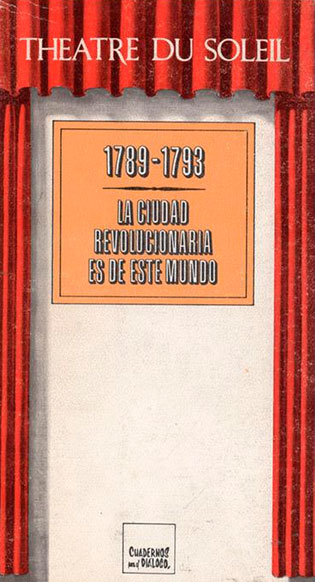 THEATRE DU SOLEIL
1789-1793
LA CIUDAD
REVOLUCIONARIA
ES DE ESTE MUNDO
CUADERNOS
para el
DIALOGO